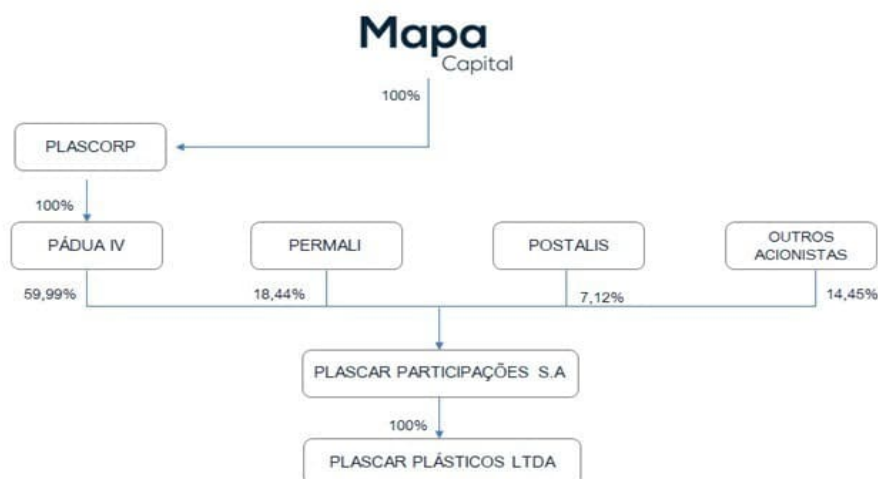 Mapa
Capital
100%
PLASCORP
100%
PÁDUA IV
PERMALI
POSTALIS
OUTROS
ACIONISTAS
59,99%
18,44%
7,12%
14,45%
PLASCAR PARTICIPAÇÕES S.A
100%
PLASCAR PLÁSTICOS LTDA